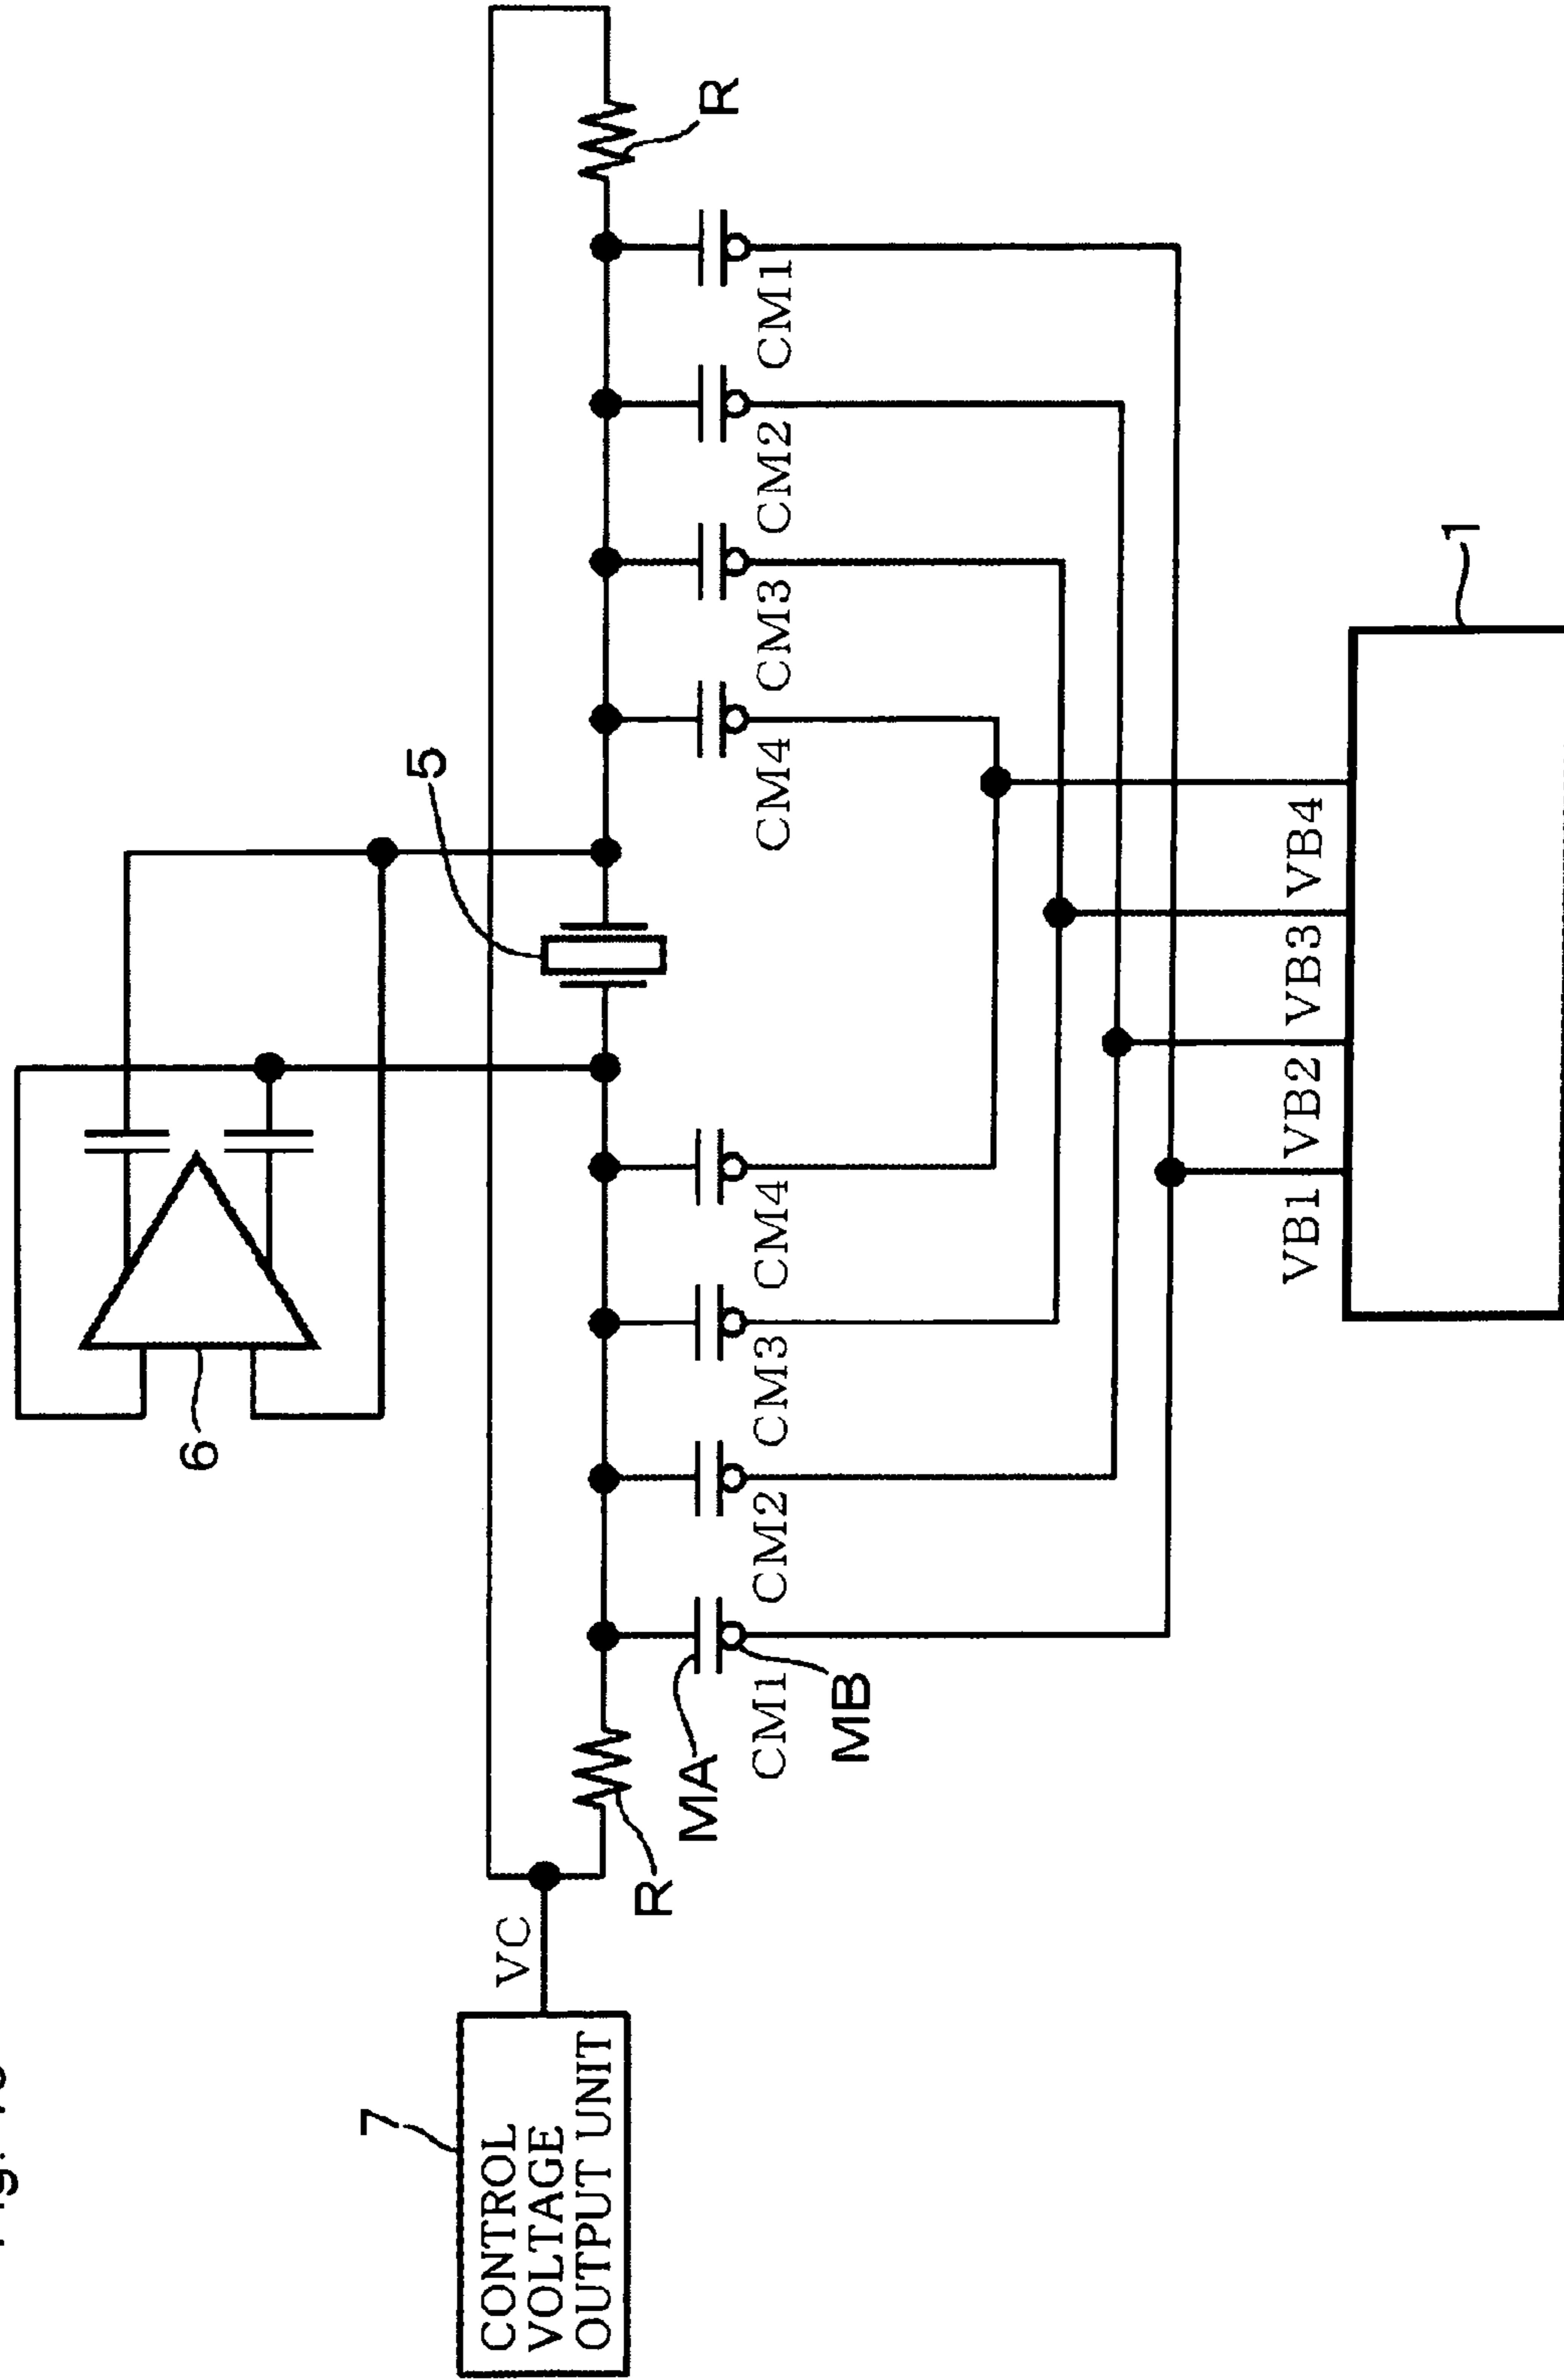 6
5
7
CONTROL
VOLTAGE
OUTPUT UNIT
VC
R
R
MA
CM1
MB
CM2
CM3
CM4
CM4
CM3
CM2
CM1
VB1
VB2
VB3
VB4
1